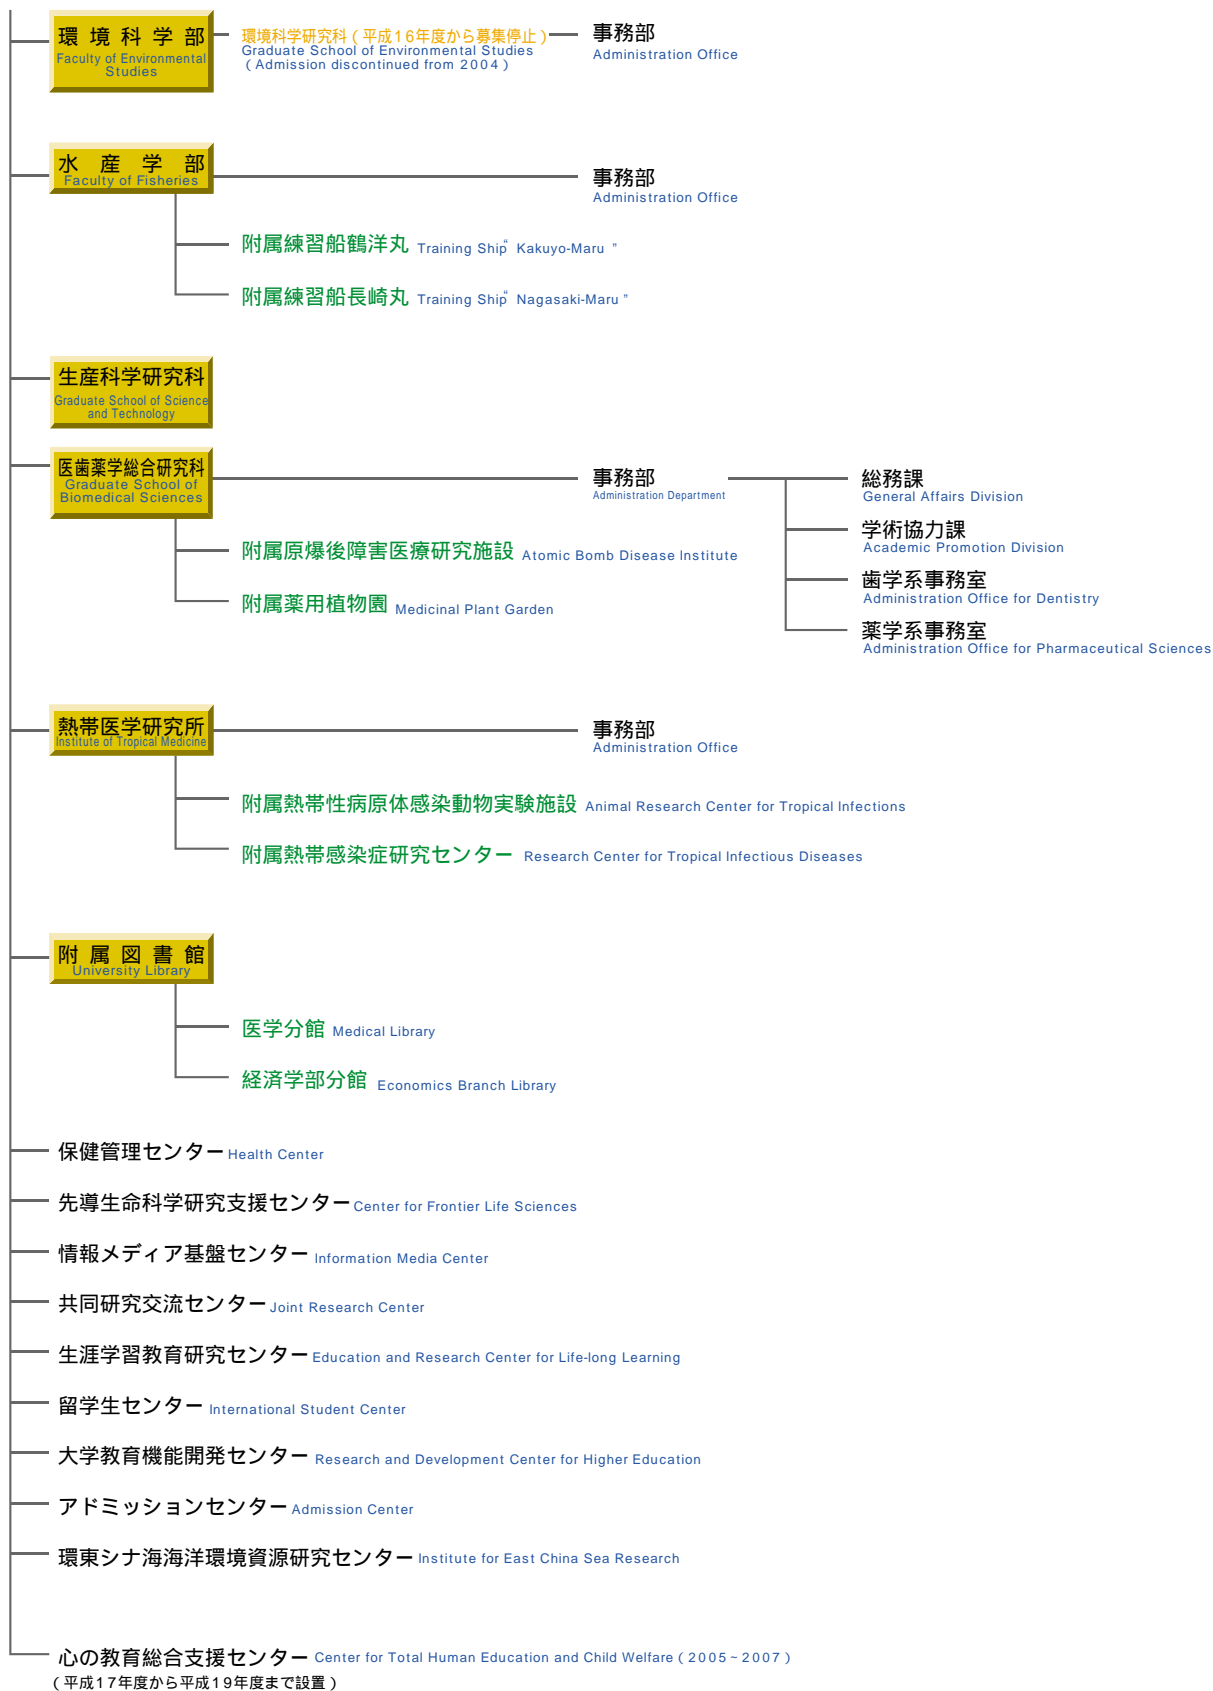 環境科学部
Faculty of Environmental
Studies
環境科学研究科（平成16年度から募集停止）
Graduate School of Environmental Studies
（Admission discontinued from 2004）
事務部
Administration Office
水産学部
Faculty of Fisheries
事務部
Administration Office
附属練習船鶴洋丸 Training Ship“ Kakuyo-Maru ”
附属練習船長崎丸 Training Ship“ Nagasaki-Maru ”
生産科学研究科
Graduate School of Science
and Technology
医歯薬学総合研究科
Graduate School of
Biomedical Sciences
事務部
Administration Department
総務課
General Affairs Division
学術協力課
Academic Promotion Division
歯学系事務室
Administration Office for Dentistry
薬学系事務室
Administration Office for Pharmaceutical Sciences
附属原爆後障害医療研究施設 Atomic Bomb Disease Institute
附属薬用植物園 Medicinal Plant Garden
熱帯医学研究所
Institute of Tropical Medicine
事務部
Administration Office
附属熱帯性病原体感染動物実験施設 Animal Research Center for Tropical Infections
附属熱帯感染症研究センター Research Center for Tropical Infectious Diseases
附属図書館
University Library
医学分館 Medical Library
経済学部分館 Economics Branch Library
保健管理センター Health Center
先導生命科学研究支援センター Center for Frontier Life Sciences
情報メディア基盤センター Information Media Center
共同研究交流センター Joint Research Center
生涯学習教育研究センター Education and Research Center for Life-long Learning
留学生センター International Student Center
大学教育機能開発センター Research and Development Center for Higher Education
アドミッションセンター Admission Center
環東シナ海海洋環境資源研究センター Institute for East China Sea Research
心の教育総合支援センター Center for Total Human Education and Child Welfare（2005~2007）
（平成17年度から平成19年度まで設置）